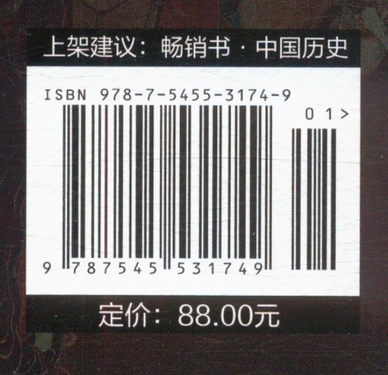 上架建议：畅销书·中国历史
ISBN 978-7-5455-3174-9
01>
9 787545 531749
定价：88.00元